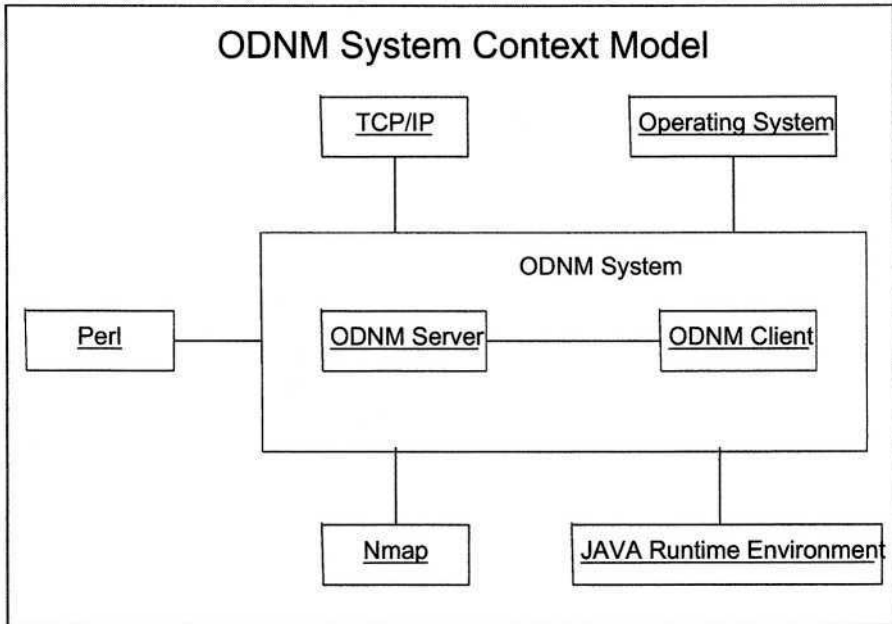 ODNM System Context Model
TCP/IP
Operating System
ODNM System
Perl
ODNM Server
ODNM Client
Nmap
JAVA Runtime Environment